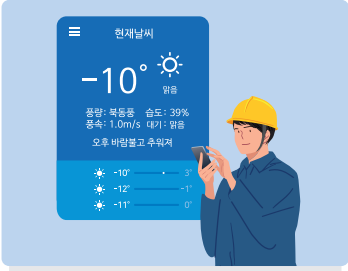 현재날씨
-10°
맑음
풍량: 북동풍 습도: 39%
풍속: 1.0m/s 대기: 맑음
오후 바람불고 추워져
-10° 3°
-12° -1°
-11° 0°